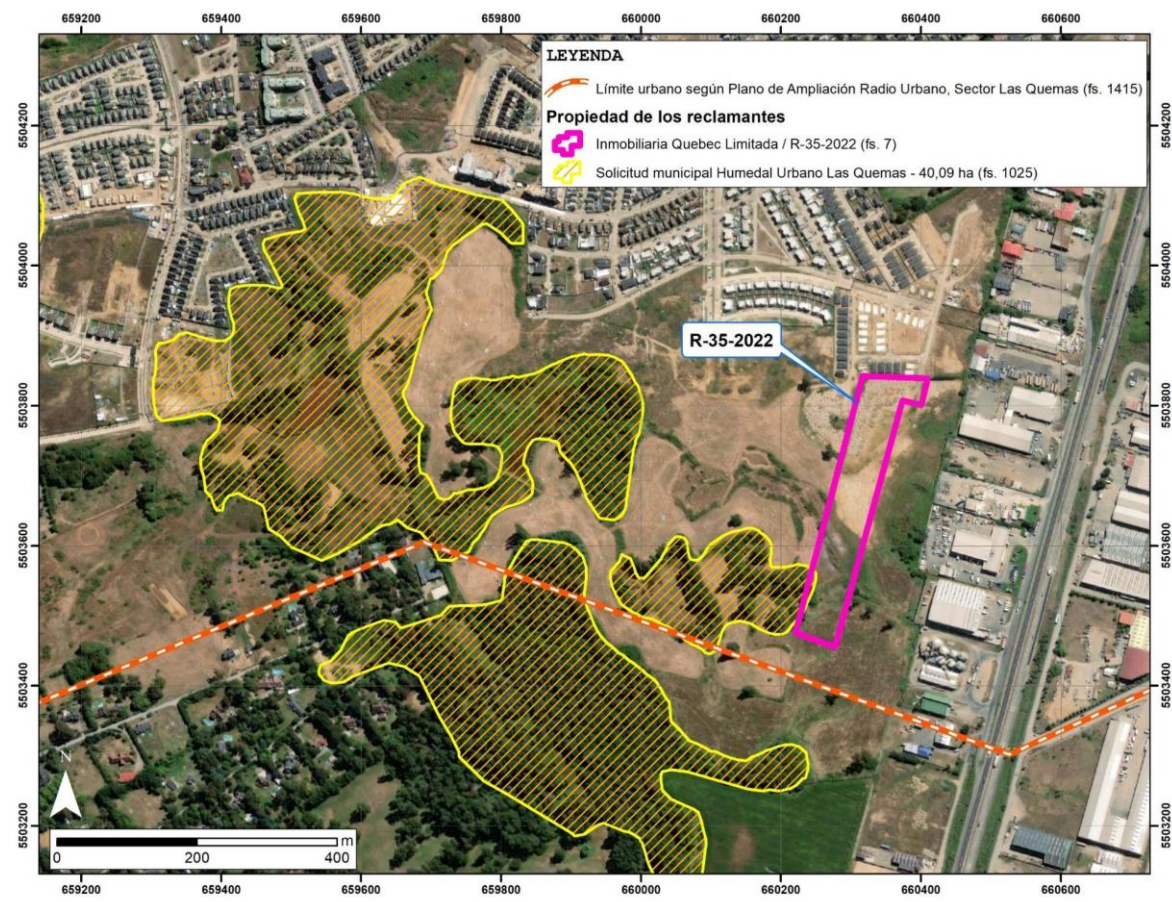 659200 659400 659600 659800 660000 660200 660400 660600
LEYENDA
Límite urbano según Plano de Ampliación Radio Urbano, Sector Las Quemas (fs. 1415)
Propiedad de los reclamantes
Inmobiliaria Quebec Limitada / R-35-2022 (fs. 7)
Solicitud municipal Humedal Urbano Las Quemas - 40,09 ha (fs. 1025)
5504200 5504200
5504000 5504000
R-35-2022
5503800 5503800
5503600 5503600
5503400 5503400
N
5503200 5503200
m
0 200 400
659200 659400 659600 659800 660000 660200 660400 660600